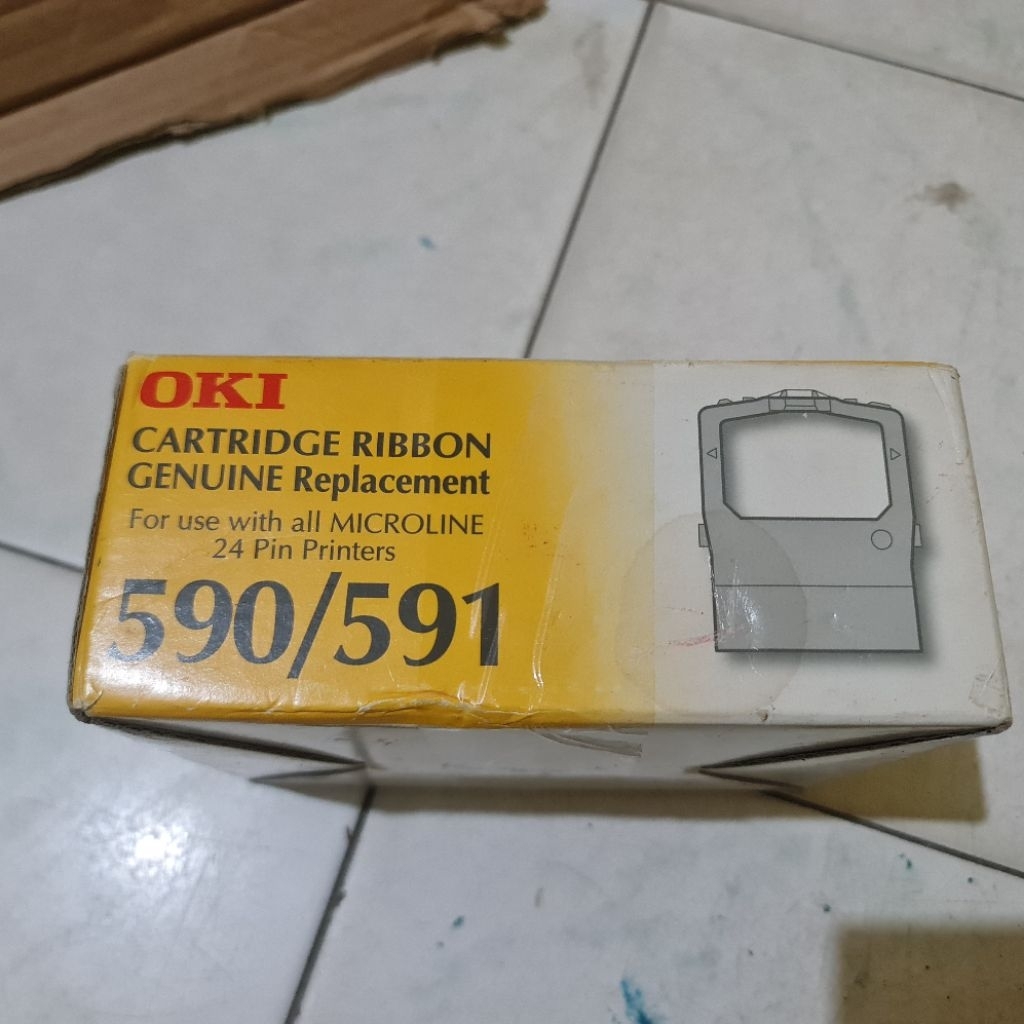 OKI
CARTRIDGE RIBBON
GENUINE Replacement
For use with all MICROLINE
24 Pin Printers
590/591